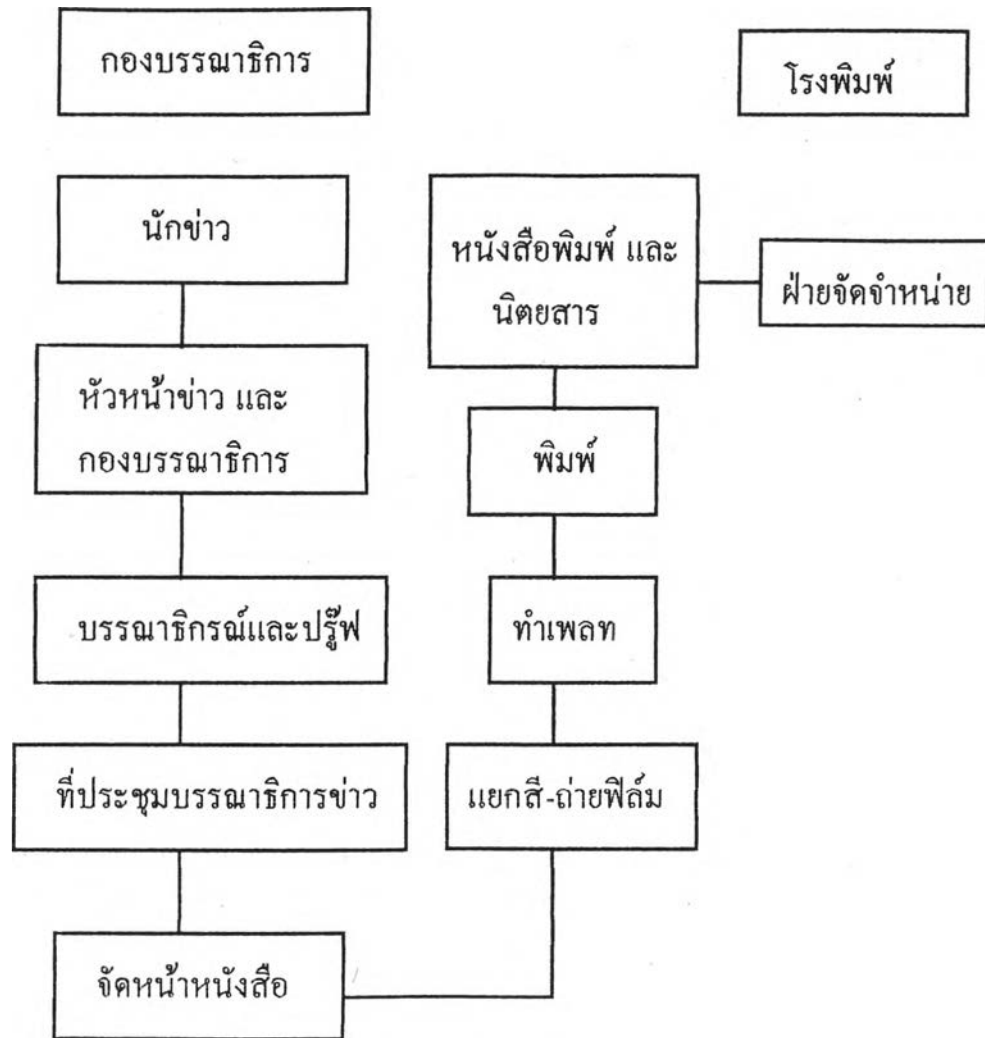 กองบรรณาธิการ
โรงพิมพ์
นักข่าว
หัวหน้าข่าว และ
กองบรรณาธิการ
บรรณาธิกรณ์และปรู๊ฟ
ที่ประชุมบรรณาธิการข่าว
จัดหน้าหนังสือ
แยกสี-ถ่ายฟิล์ม
ทำเพลท
พิมพ์
หนังสือพิมพ์ และ
นิตยสาร
ฝ่ายจัดจำหน่าย